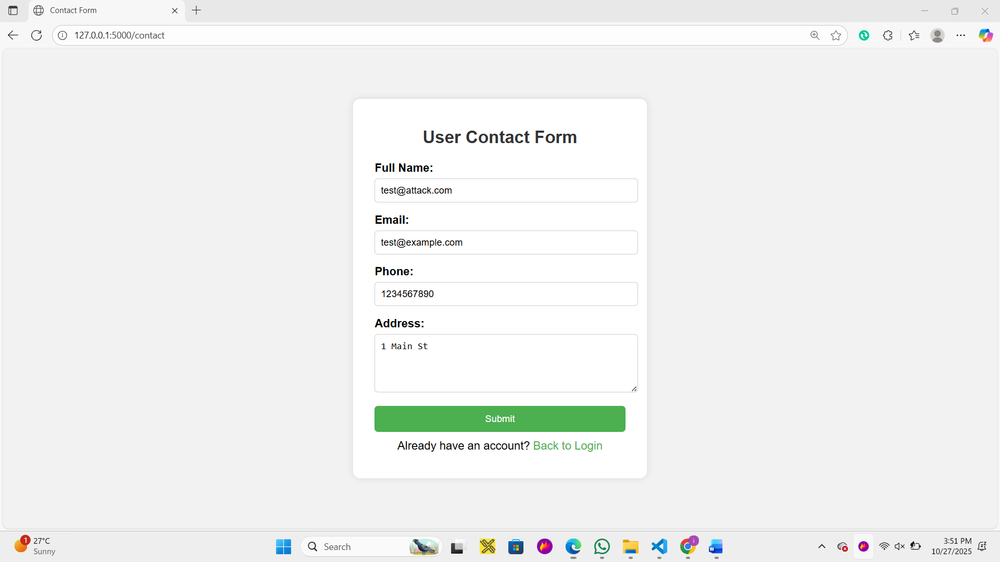 Contact Form
127.0.0.1:5000/contact
User Contact Form
Full Name:
test@attack.com
Email:
test@example.com
Phone:
1234567890
Address:
1 Main St
Submit
Already have an account? Back to Login
1
27°C
Sunny
Search
W
i
3:51 PM
10/27/2025